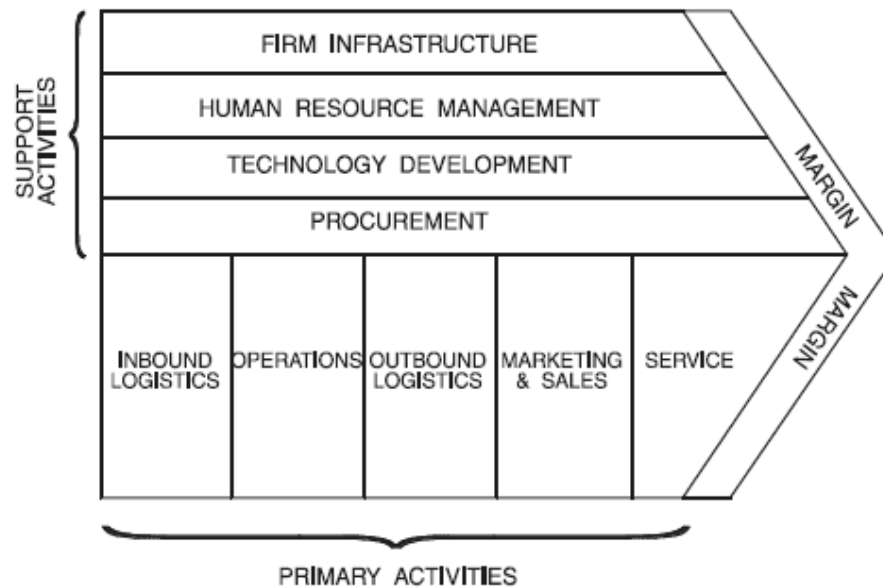 SUPPORT
ACTIVITIES
FIRM INFRASTRUCTURE
HUMAN RESOURCE MANAGEMENT
TECHNOLOGY DEVELOPMENT
PROCUREMENT
MARGIN
MARGIN
INBOUND
LOGISTICS
OPERATIONS
OUTBOUND
LOGISTICS
MARKETING
& SALES
SERVICE
PRIMARY ACTIVITIES